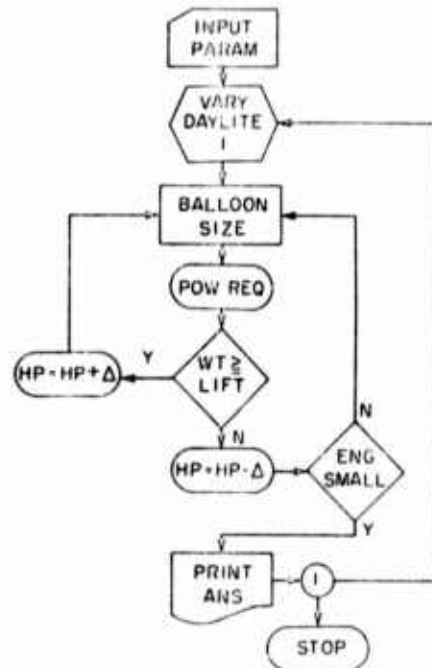 INPUT
PARAM
VARY
DAYLITE
I
BALLOON
SIZE
POW REQ
Y
WT ≧
LIFT
HP=HP+Δ
N
HP=HP-Δ
N
ENG
SMALL
Y
PRINT
ANS
I
STOP